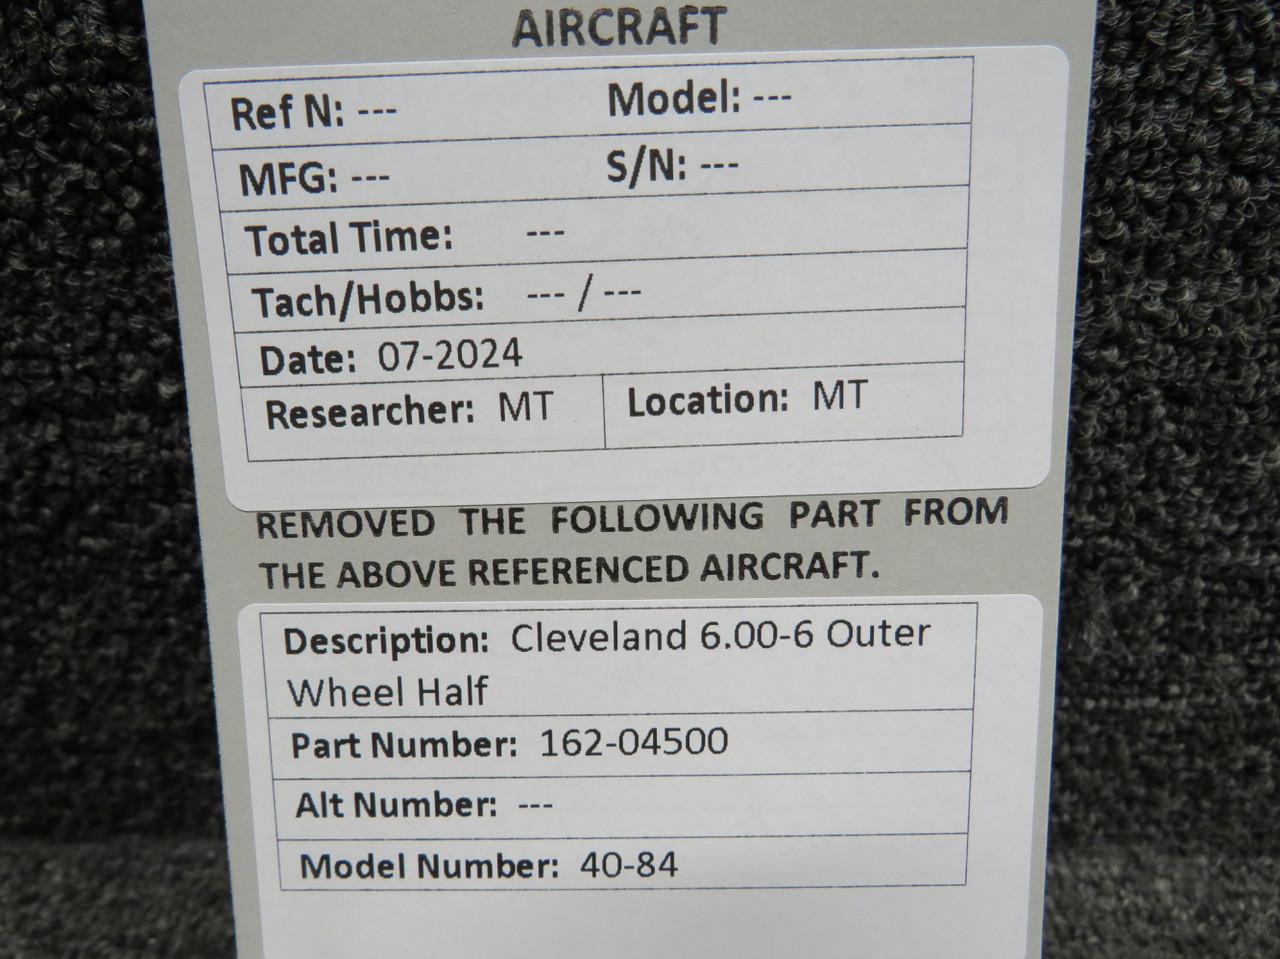 AIRCRAFT
Ref N: --- Model: ---
MFG: --- S/N: ---
Total Time: ---
Tach/Hobbs: --- / ---
Date: 07-2024
Researcher: MT Location: MT
REMOVED THE FOLLOWING PART FROM
THE ABOVE REFERENCED AIRCRAFT.
Description: Cleveland 6.00-6 Outer
Wheel Half
Part Number: 162-04500
Alt Number: ---
Model Number: 40-84